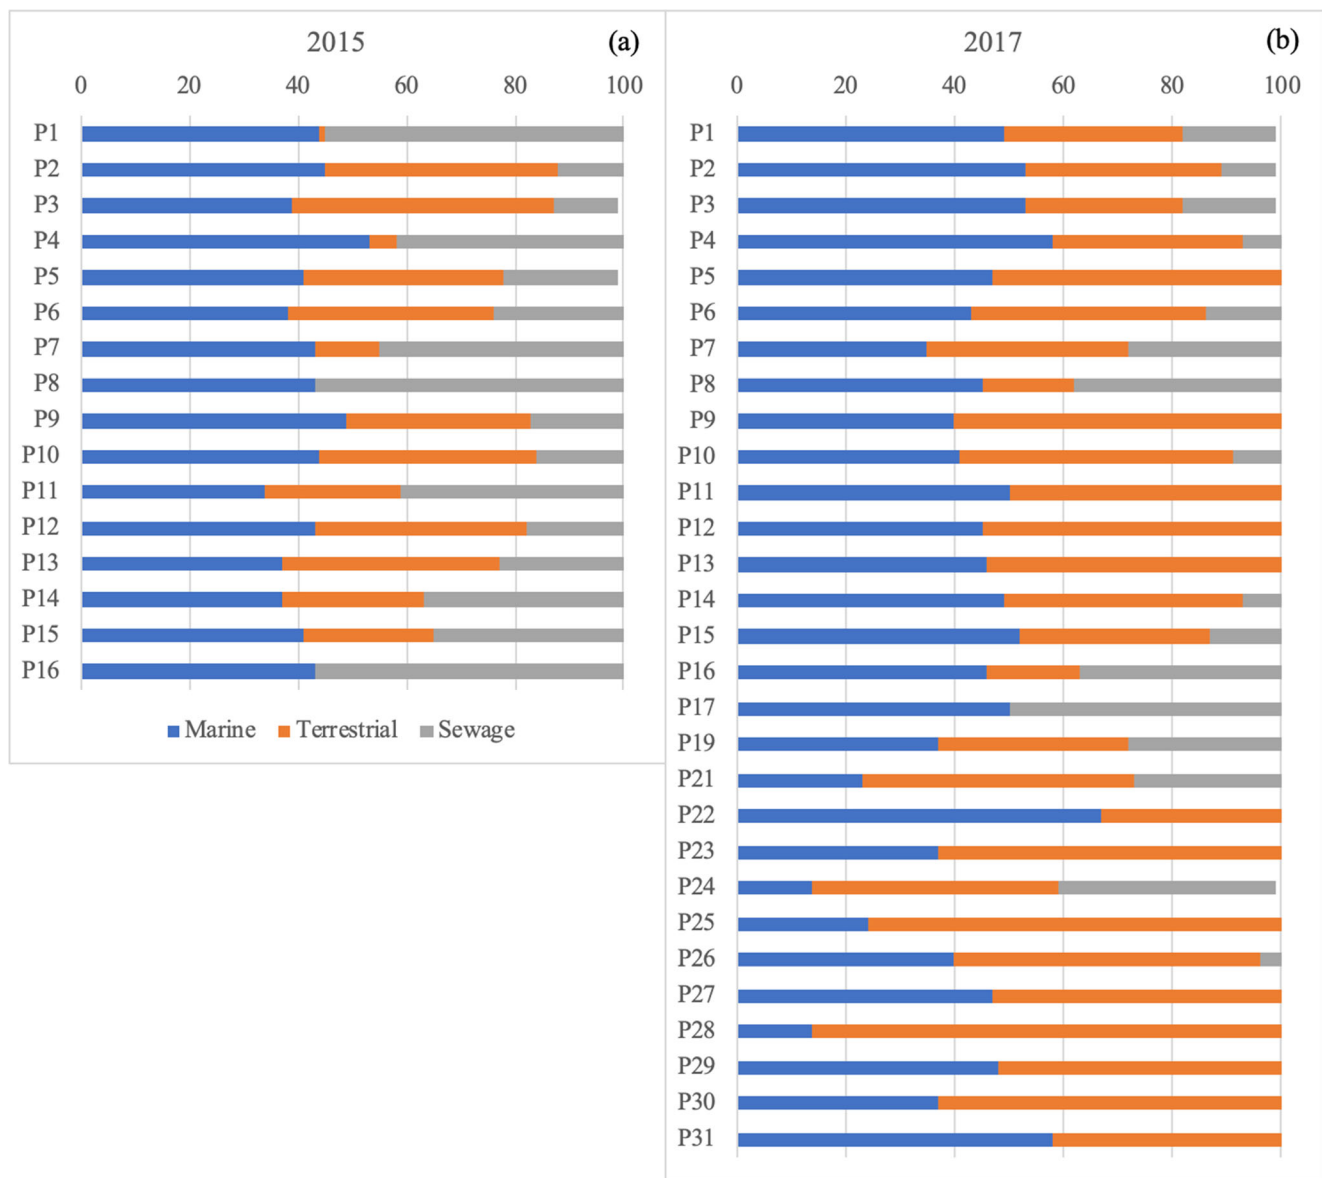 2015 (a)
0 20 40 60 80 100
P1
P2
P3
P4
P5
P6
P7
P8
P9
P10
P11
P12
P13
P14
P15
P16
Marine Terrestrial Sewage
2017 (b)
0 20 40 60 80 100
P1
P2
P3
P4
P5
P6
P7
P8
P9
P10
P11
P12
P13
P14
P15
P16
P17
P19
P21
P22
P23
P24
P25
P26
P27
P28
P29
P30
P31